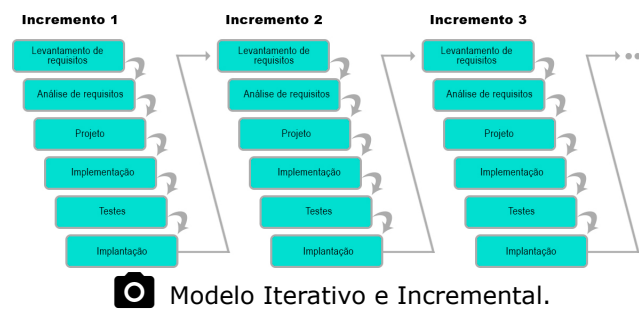 Incremento 1
Levantamento de
requisitos
Análise de requisitos
Projeto
Implementação
Testes
Implantação
Incremento 2
Levantamento de
requisitos
Análise de requisitos
Projeto
Implementação
Testes
Implantação
Incremento 3
Levantamento de
requisitos
Análise de requisitos
Projeto
Implementação
Testes
Implantação
Modelo Iterativo e Incremental.